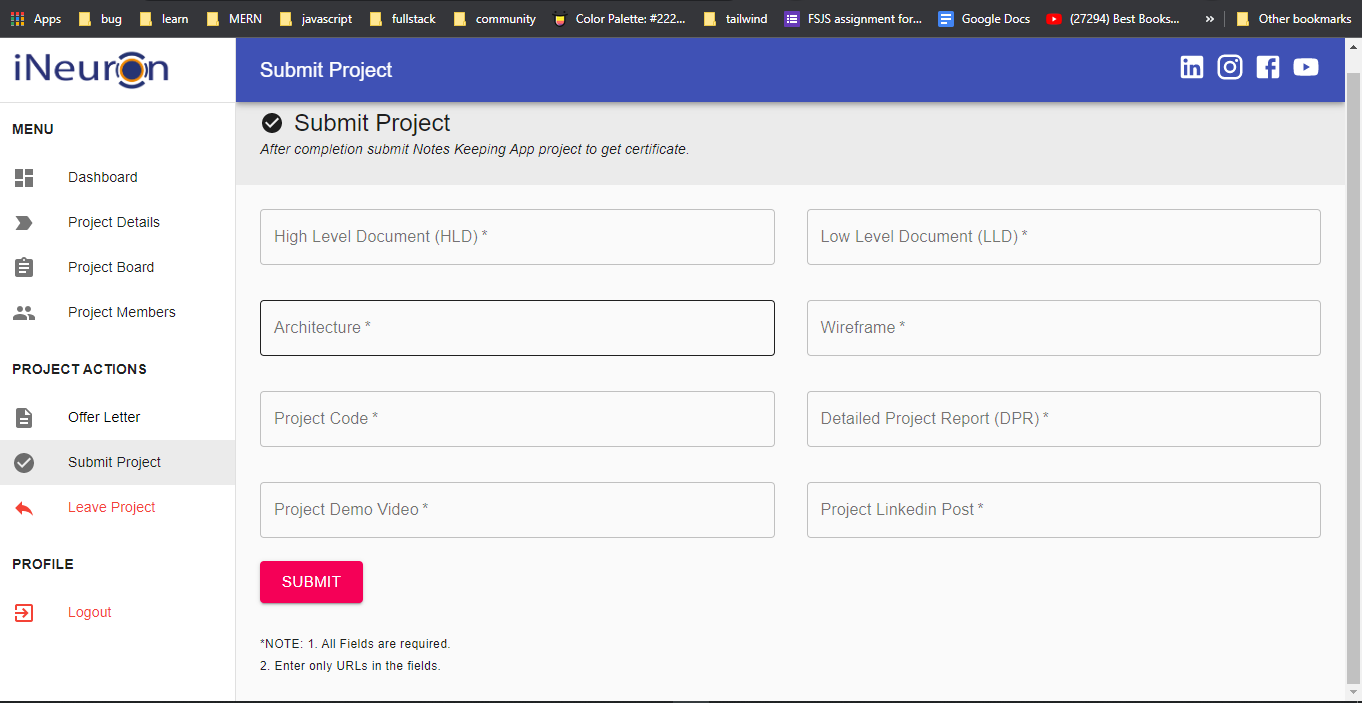 Apps bug learn MERN javascript fullstack community Color Palette: #222... tailwind FSJS assignment for... Google Docs (27294) Best Books... » Other bookmarks
iNeuron
Submit Project
MENU
Dashboard
Project Details
Project Board
Project Members
PROJECT ACTIONS
Offer Letter
Submit Project
Leave Project
PROFILE
Logout
Submit Project
After completion submit Notes Keeping App project to get certificate.
High Level Document (HLD) * Low Level Document (LLD) *
Architecture * Wireframe *
Project Code * Detailed Project Report (DPR) *
Project Demo Video * Project Linkedin Post *
SUBMIT
*NOTE: 1. All Fields are required.
2. Enter only URLs in the fields.